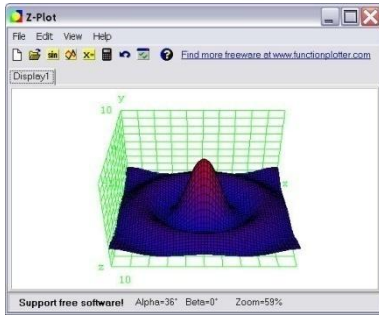 Z-Plot
File Edit View Help
sin x- Find more freeware at www.functionplotter.com
Display1
y
10
x
z
10
Support free software! Alpha=36° Beta=0° Zoom=59%